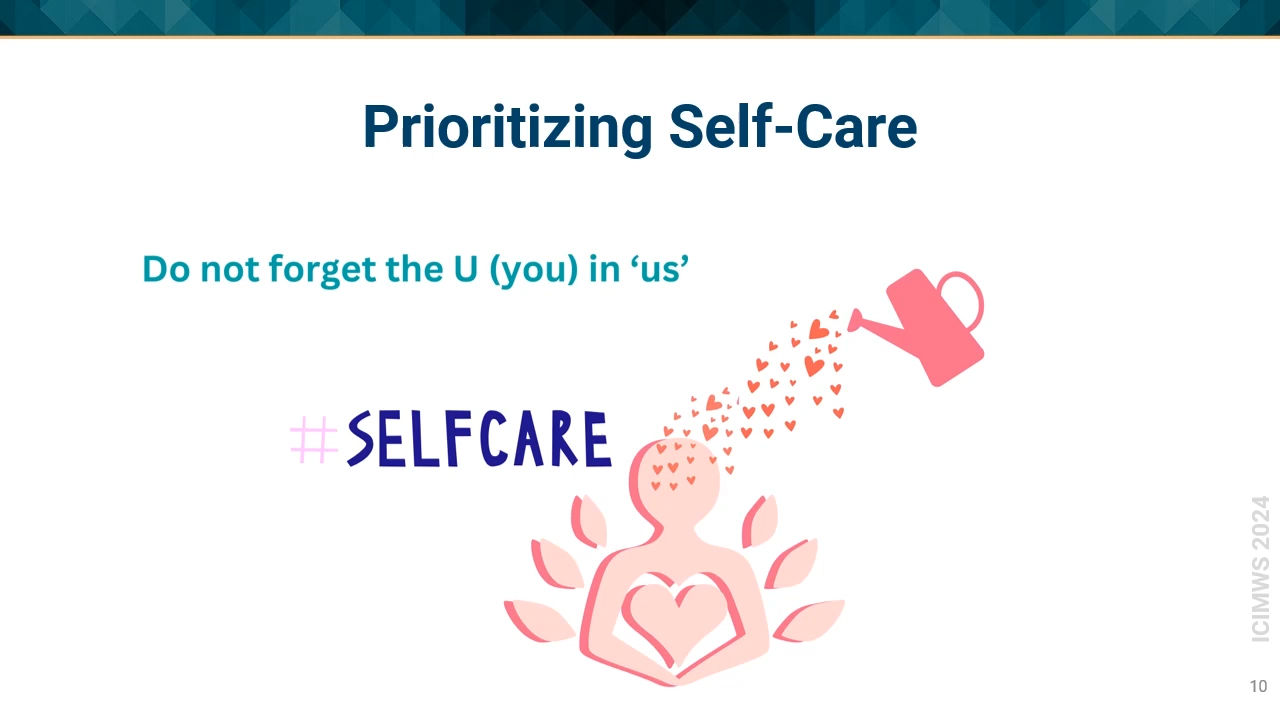 Prioritizing Self-Care
Do not forget the U (you) in ‘us’
#SELFCARE
ICIMWS 2024
10